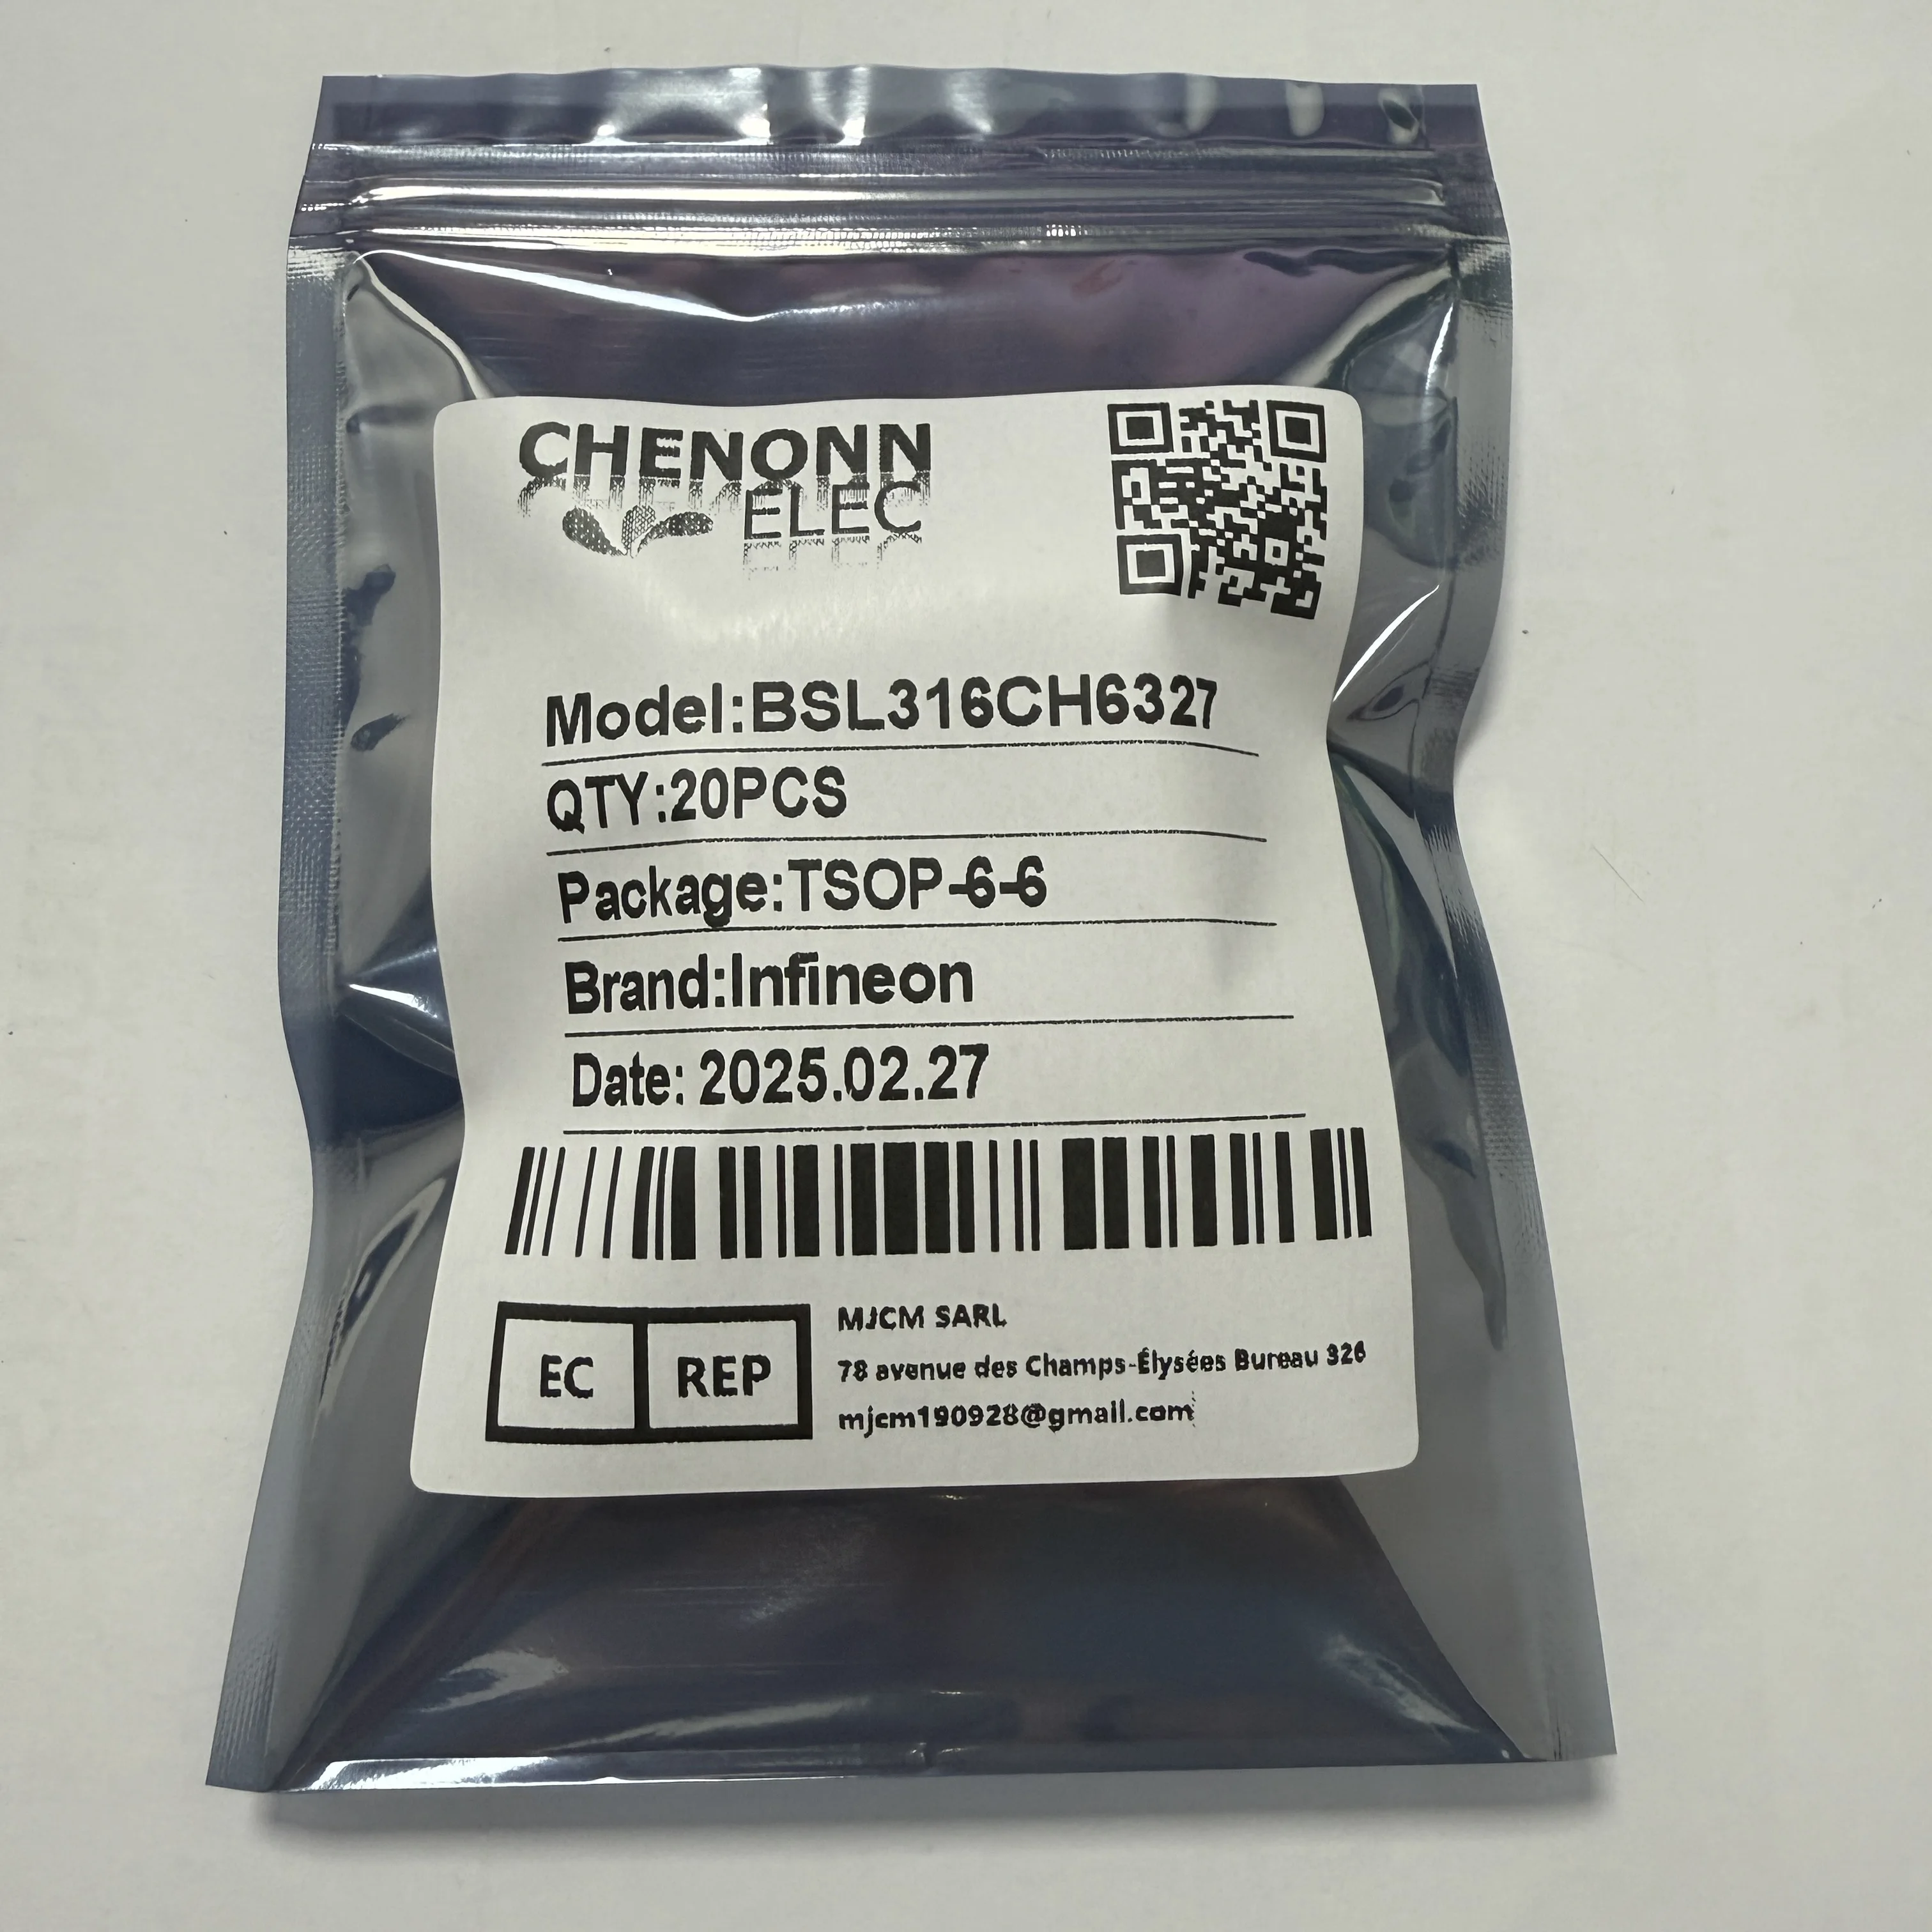 CHENONN
ELEC
Model:BSL316CH6327
QTY:20PCS
Package:TSOP-6-6
Brand:Infineon
Date: 2025.02.27
EC REP
MJCM SARL
78 avenue des Champs-Élysées Bureau 326
mjcm190928@gmail.com